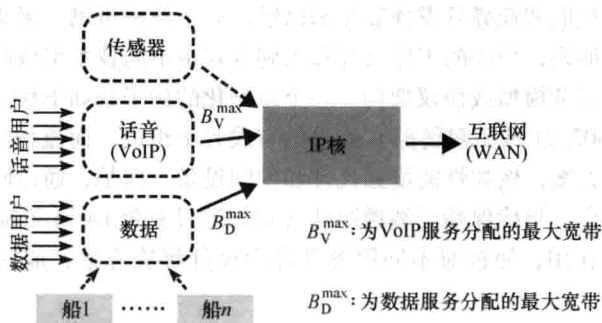 传感器
话音用户
话音
(VoIP)
B_V^max
IP核
互联网
(WAN)
数据用户
数据
B_D^max
B_V^max:为VoIP服务分配的最大宽带
船1 …… 船n
B_D^max:为数据服务分配的最大宽带